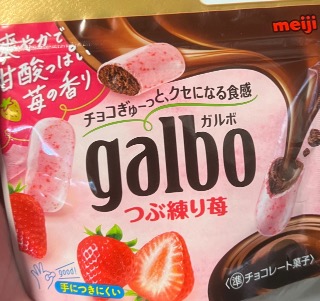 meiji
爽やかで
甘酸っぱい
苺の香り
チョコぎゅーっと、クセになる食感
ガルボ
galbo
つぶ練り苺
good!
手につきにくい
準チョコレート菓子